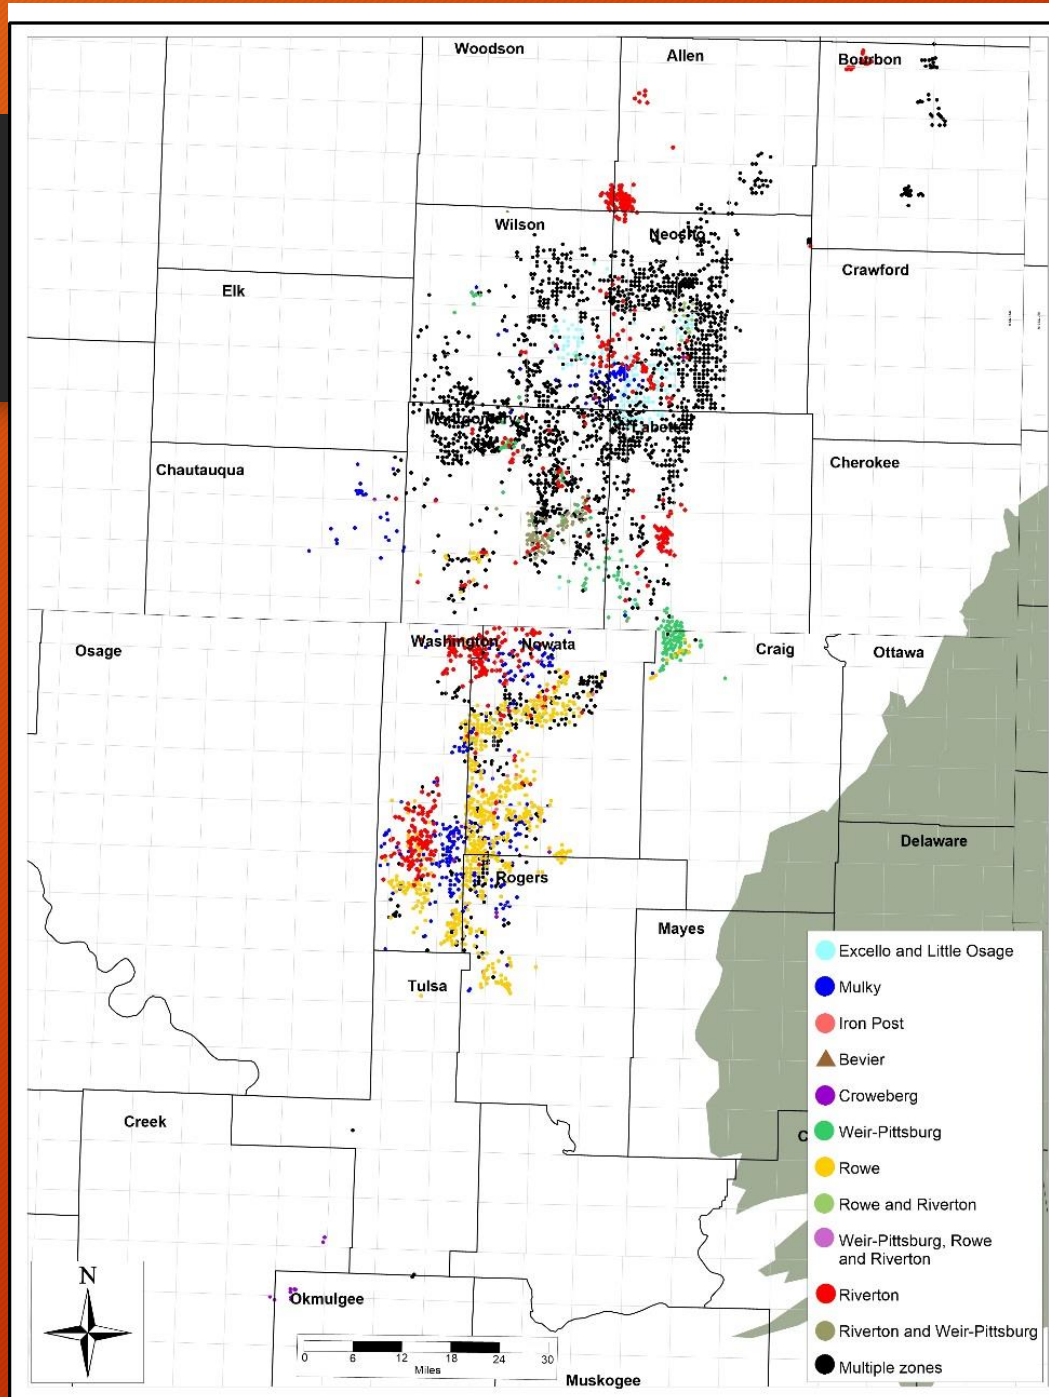 Woodson
Allen
Bourbon
Wilson
Neosho
Crawford
Elk
Montgomery
Labette
Chautauqua
Cherokee
Osage
Washington
Nowata
Craig
Ottawa
Delaware
Rogers
Mayes
Tulsa
Creek
C
Okmulgee
Muskogee
Excello and Little Osage
Mulky
Iron Post
Bevier
Croweberg
Weir-Pittsburg
Rowe
Rowe and Riverton
Weir-Pittsburg, Rowe
and Riverton
Riverton
Riverton and Weir-Pittsburg
Multiple zones
N
0 6 12 18 24 30
Miles